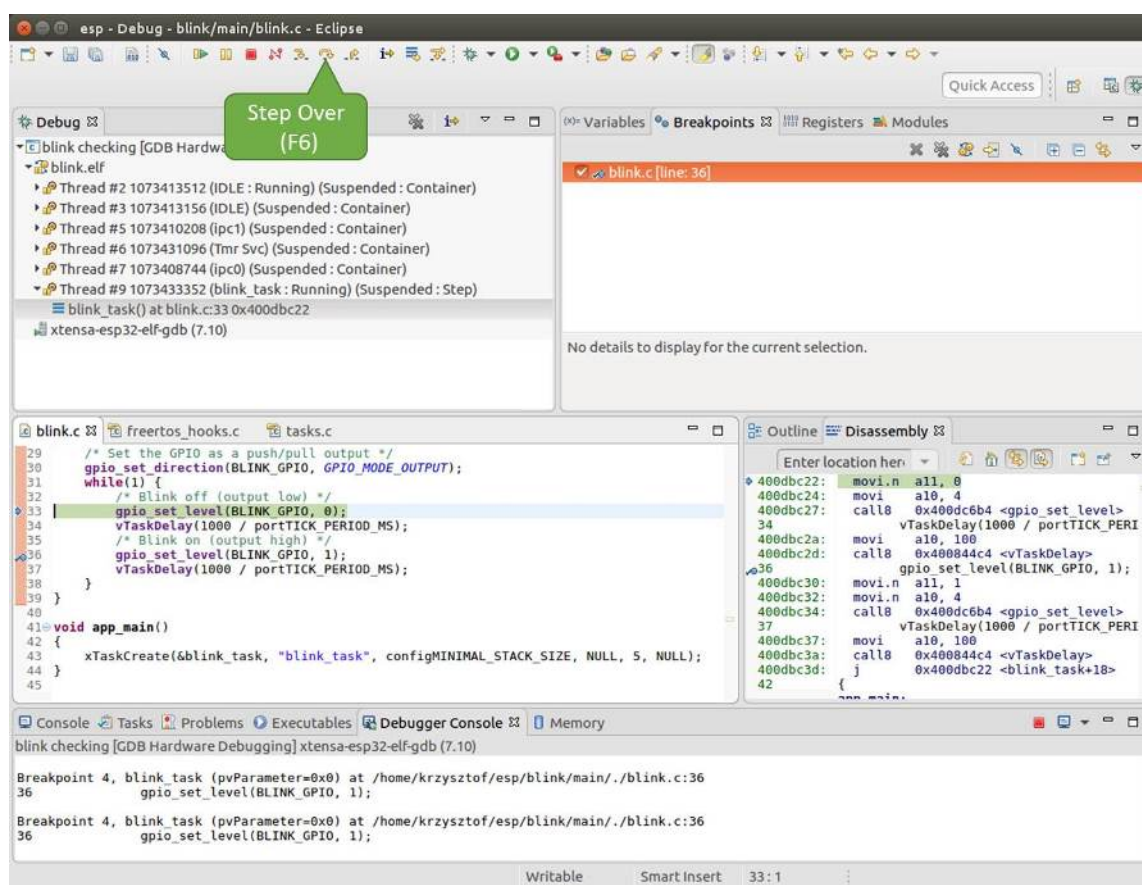 esp - Debug - blink/main/blink.c - Eclipse
Quick Access
Step Over
(F6)
Debug
blink checking [GDB Hardwa
blink.elf
Thread #2 1073413512 (IDLE : Running) (Suspended : Container)
Thread #3 1073413156 (IDLE) (Suspended : Container)
Thread #5 1073410208 (ipc1) (Suspended : Container)
Thread #6 1073431096 (Tmr Svc) (Suspended : Container)
Thread #7 1073408744 (ipc0) (Suspended : Container)
Thread #9 1073433352 (blink_task : Running) (Suspended : Step)
blink_task() at blink.c:33 0x400dbc22
xtensa-esp32-elf-gdb (7.10)
(x)= Variables Breakpoints Registers Modules
blink.c [line: 36]
No details to display for the current selection.
blink.c freertos_hooks.c tasks.c
29 /* Set the GPIO as a push/pull output */
30 gpio_set_direction(BLINK_GPIO, GPIO_MODE_OUTPUT);
31 while(1) {
32 /* Blink off (output low) */
33 gpio_set_level(BLINK_GPIO, 0);
34 vTaskDelay(1000 / portTICK_PERIOD_MS);
35 /* Blink on (output high) */
36 gpio_set_level(BLINK_GPIO, 1);
37 vTaskDelay(1000 / portTICK_PERIOD_MS);
38 }
39 }
40
41 void app_main()
42 {
43 xTaskCreate(&blink_task, "blink_task", configMINIMAL_STACK_SIZE, NULL, 5, NULL);
44 }
45
Outline Disassembly
Enter location her
400dbc22: movi.n a11, 0
400dbc24: movi a10, 4
400dbc27: call8 0x400dc6b4 <gpio_set_level>
34 vTaskDelay(1000 / portTICK_PERI
400dbc2a: movi a10, 100
400dbc2d: call8 0x400844c4 <vTaskDelay>
36 gpio_set_level(BLINK_GPIO, 1);
400dbc30: movi.n a11, 1
400dbc32: movi.n a10, 4
400dbc34: call8 0x400dc6b4 <gpio_set_level>
37 vTaskDelay(1000 / portTICK_PERI
400dbc37: movi a10, 100
400dbc3a: call8 0x400844c4 <vTaskDelay>
400dbc3d: j 0x400dbc22 <blink_task+18>
42 {
app_main:
Console Tasks Problems Executables Debugger Console Memory
blink checking [GDB Hardware Debugging] xtensa-esp32-elf-gdb (7.10)
Breakpoint 4, blink_task (pvParameter=0x0) at /home/krzysztof/esp/blink/main/./blink.c:36
36 gpio_set_level(BLINK_GPIO, 1);
Breakpoint 4, blink_task (pvParameter=0x0) at /home/krzysztof/esp/blink/main/./blink.c:36
36 gpio_set_level(BLINK_GPIO, 1);
Writable Smart Insert 33 : 1